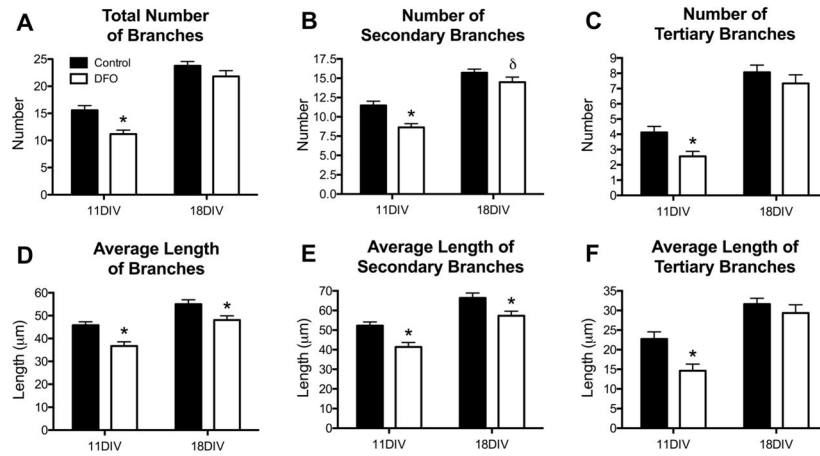 A
Total Number
of Branches
Number
25
20
15
10
5
0
Control
DFO
*
11DIV
18DIV
B
Number of
Secondary Branches
Number
17.5
15.0
12.5
10.0
7.5
5.0
2.5
0.0
*
δ
11DIV
18DIV
C
Number of
Tertiary Branches
Number
9
8
7
6
5
4
3
2
1
0
*
11DIV
18DIV
D
Average Length
of Branches
Length (μm)
60
50
40
30
20
10
0
*
*
11DIV
18DIV
E
Average Length of
Secondary Branches
Length (μm)
70
60
50
40
30
20
10
0
*
*
11DIV
18DIV
F
Average Length of
Tertiary Branches
Length (μm)
35
30
25
20
15
10
5
0
*
11DIV
18DIV